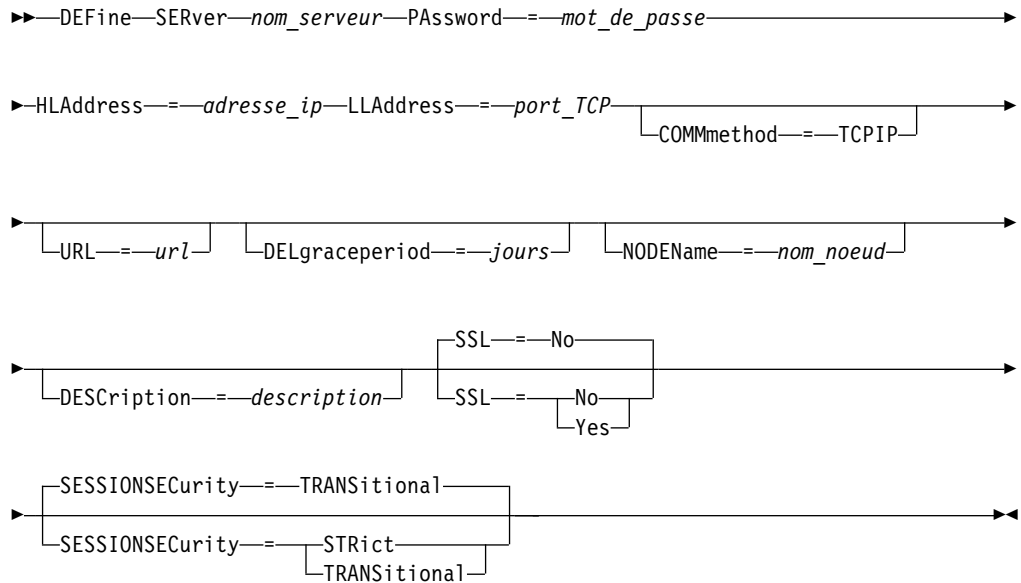 DEFine SERver nom_serveur PAssword = mot_de_passe
HLAddress = adresse_ip LLAddress = port_TCP
COMMmethod = TCPIP
URL = url DELgraceperiod = jours NODEName = nom_noeud
SSL = No
DESCription = description SSL = No
Yes
SESSIONSECurity = TRANSitional
SESSIONSECurity = STRict
TRANSitional